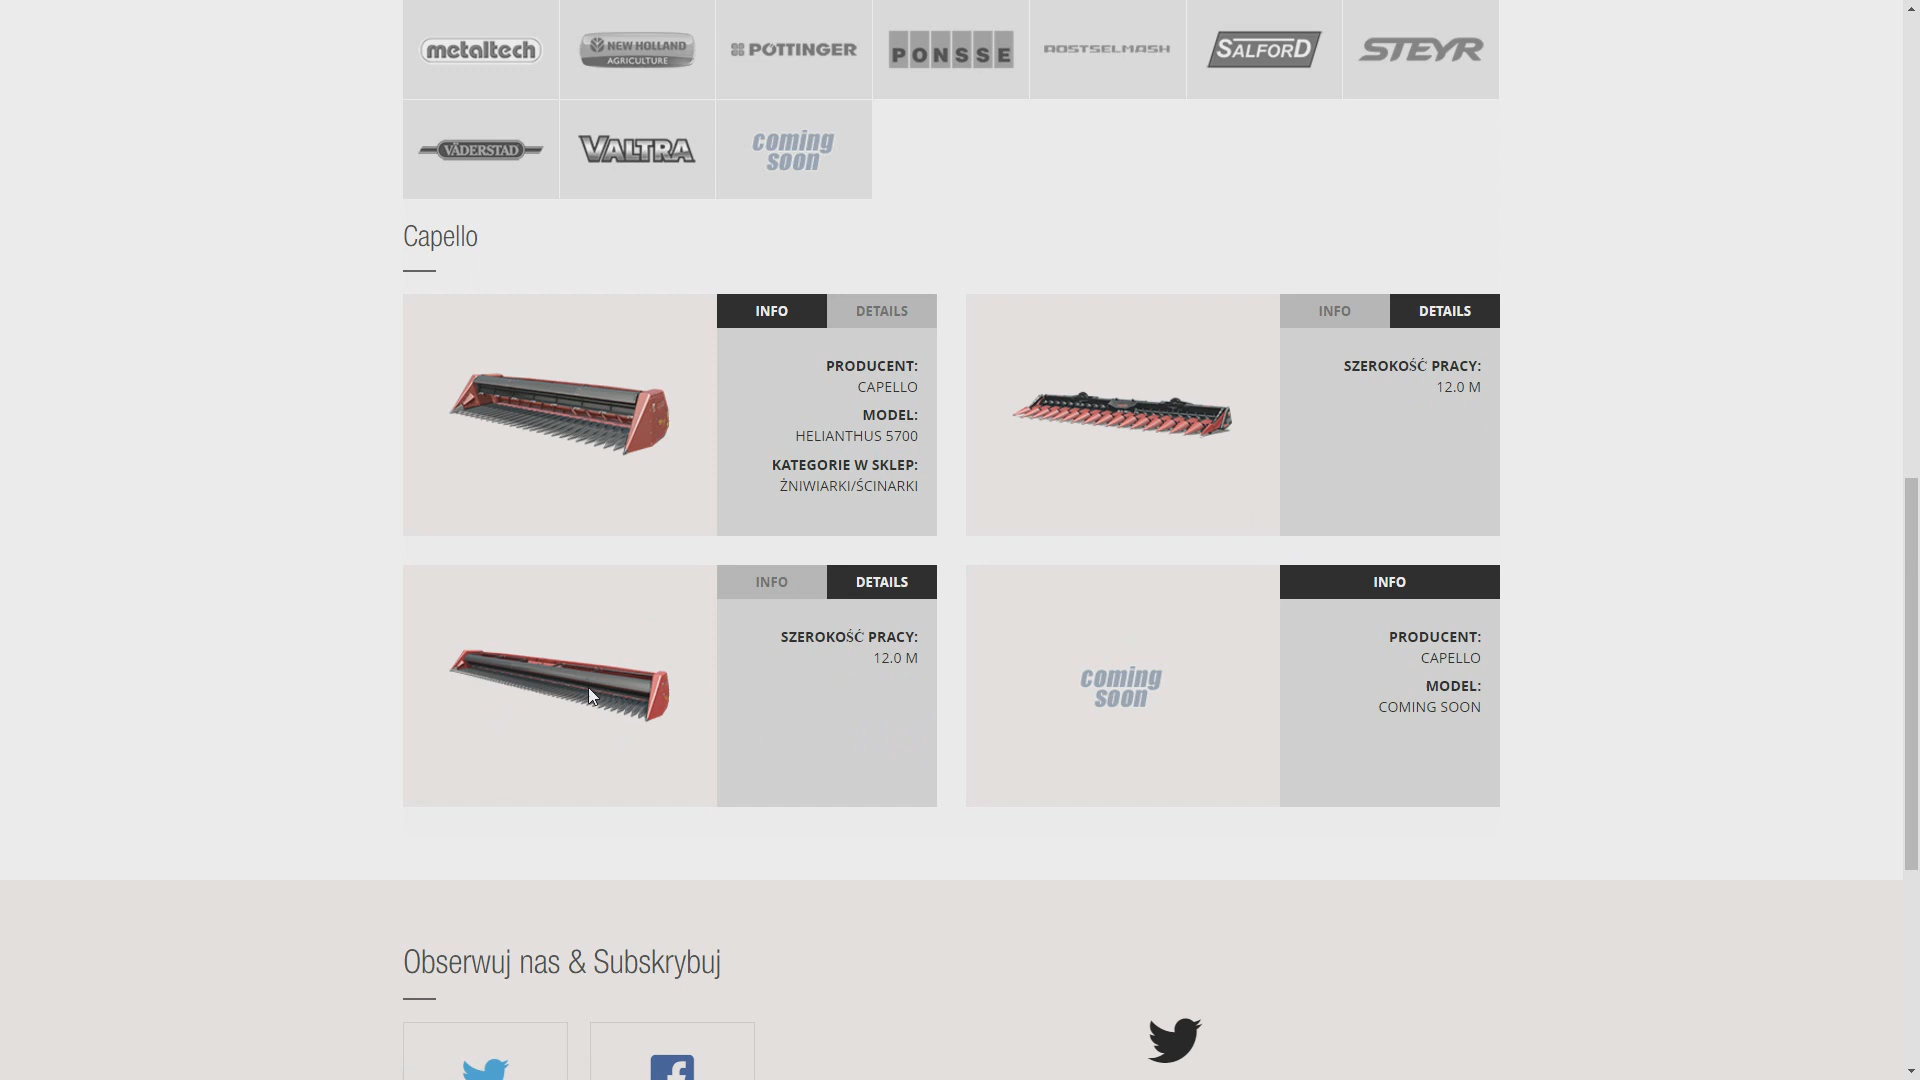 metaltech
NEW HOLLAND
AGRICULTURE
PÖTTINGER
PONSSE
ROSTSELMASH
SALFORD
STEYR
VÄDERSTAD
VALTRA
coming
soon
Capello
INFO
DETAILS
PRODUCENT:
CAPELLO
MODEL:
HELIANTHUS 5700
KATEGORIE W SKLEP:
ŻNIWIARKI/ŚCINARKI
INFO
DETAILS
SZEROKOŚĆ PRACY:
12.0 M
INFO
DETAILS
SZEROKOŚĆ PRACY:
12.0 M
coming
soon
INFO
PRODUCENT:
CAPELLO
MODEL:
COMING SOON
Obserwuj nas & Subskrybuj